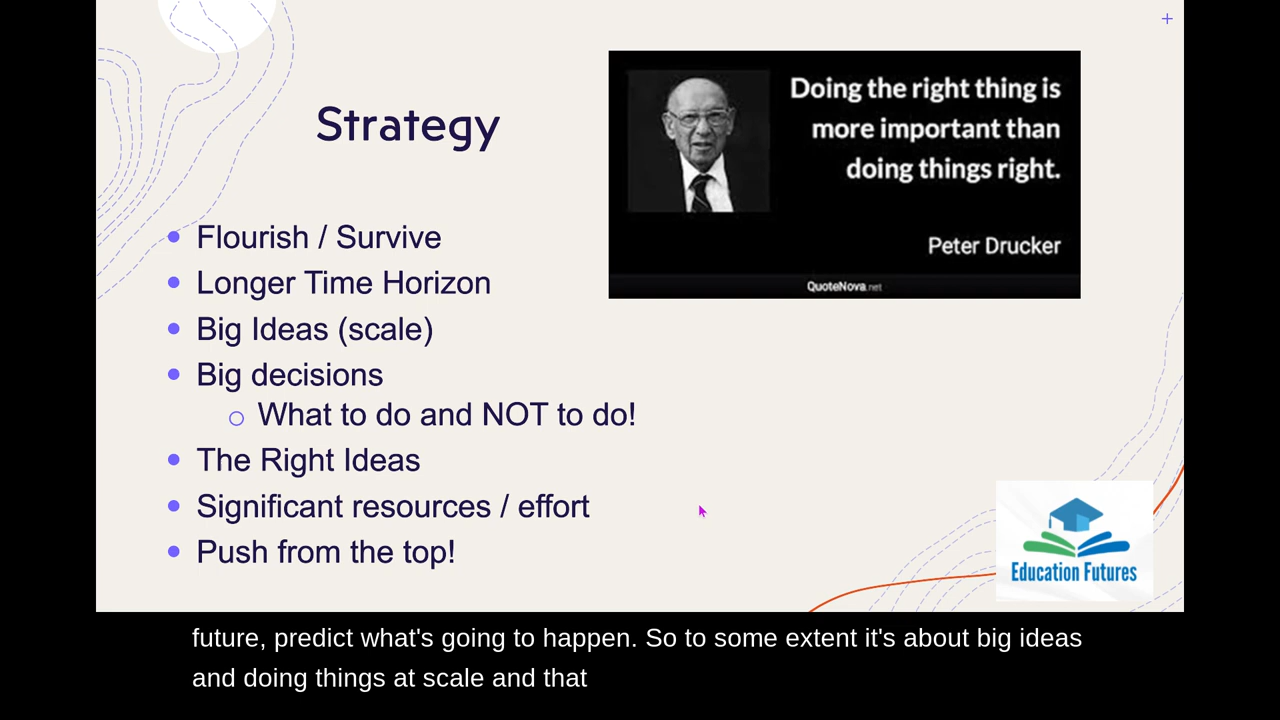 Strategy
Doing the right thing is
more important than
doing things right.
Peter Drucker
QuoteNova.net
Flourish / Survive
Longer Time Horizon
Big Ideas (scale)
Big decisions
What to do and NOT to do!
The Right Ideas
Significant resources / effort
Push from the top!
Education Futures
future, predict what's going to happen. So to some extent it's about big ideas
and doing things at scale and that